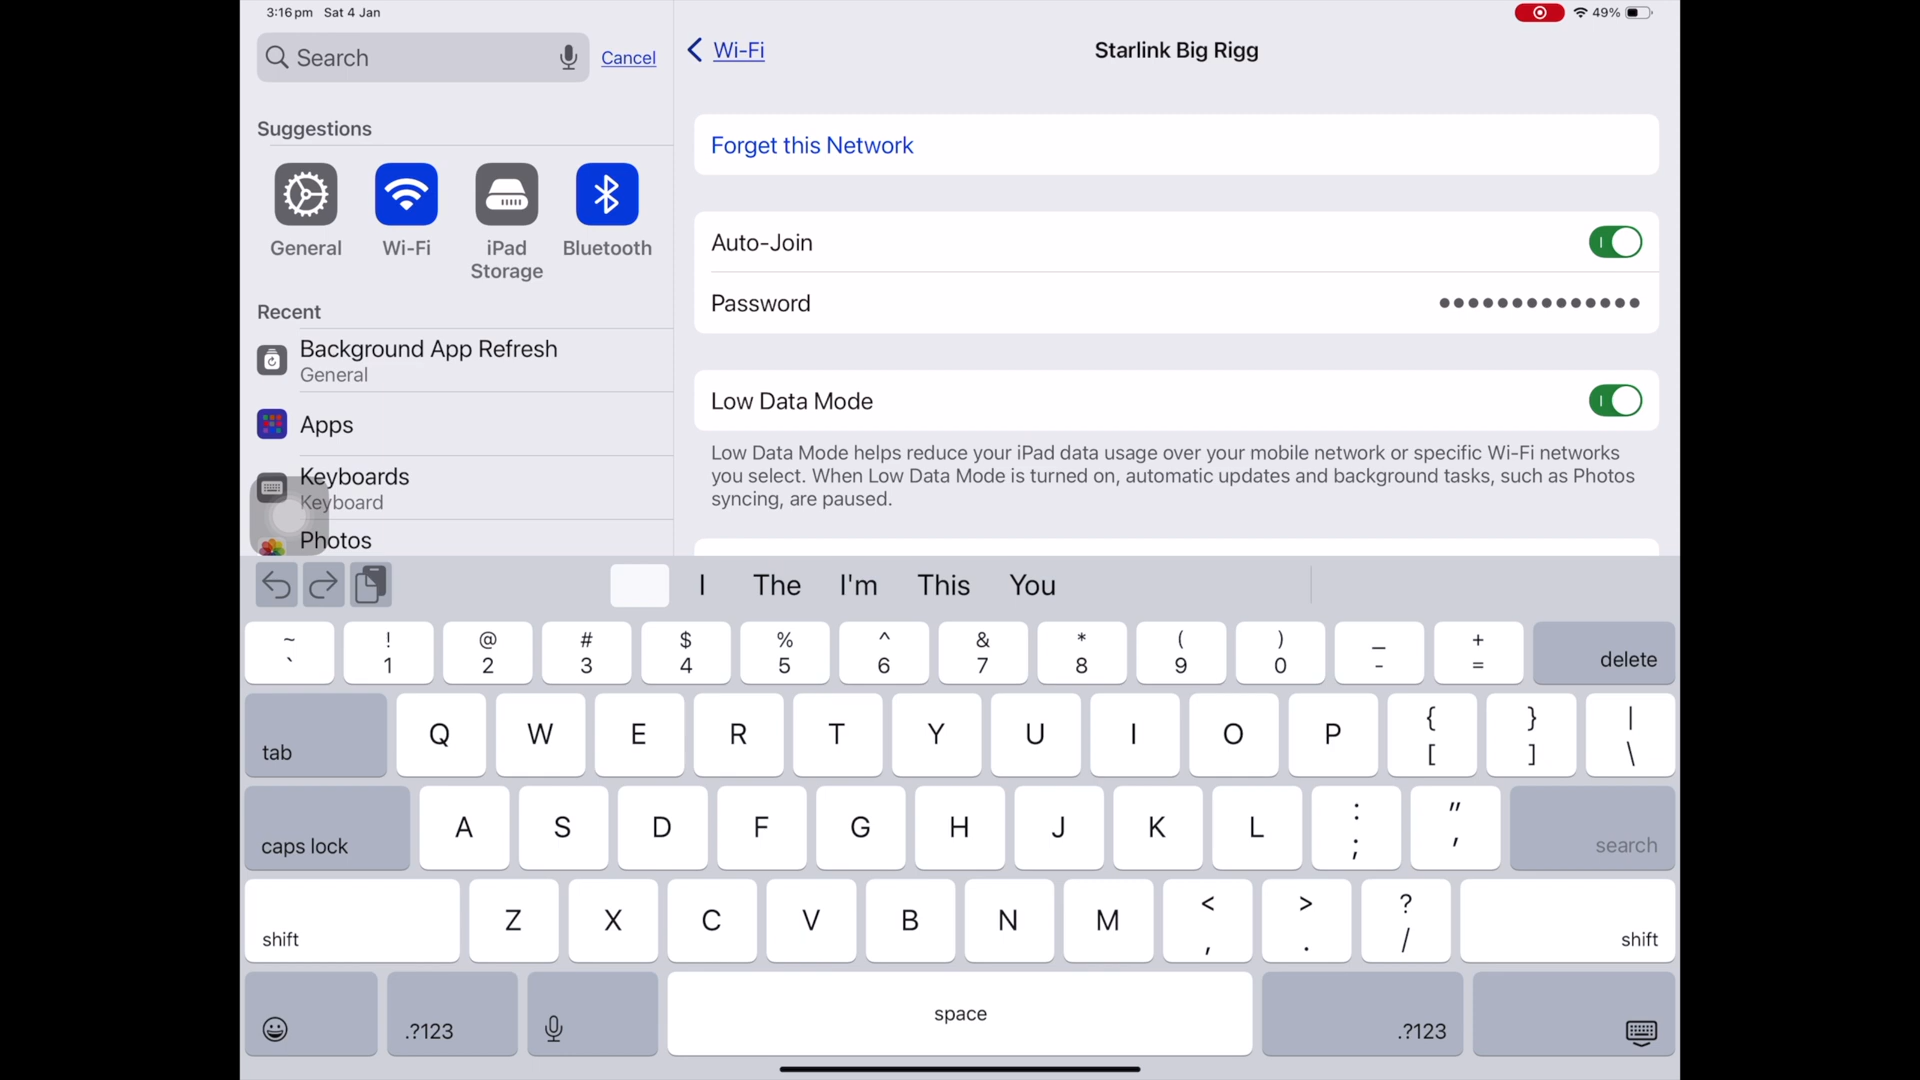 3:16 pm Sat 4 Jan
49%
Search
Cancel
Suggestions
General
Wi-Fi
iPad
Storage
Bluetooth
Recent
Background App Refresh
General
Apps
Keyboards
Keyboard
Photos
Wi-Fi
Starlink Big Rigg
Forget this Network
Auto-Join
Password ●●●●●●●●●●●●●●
Low Data Mode
Low Data Mode helps reduce your iPad data usage over your mobile network or specific Wi-Fi networks
you select. When Low Data Mode is turned on, automatic updates and background tasks, such as Photos
syncing, are paused.
I The I'm This You
~ ! @ # $ % ^ & * ( ) _ +
` 1 2 3 4 5 6 7 8 9 0 - = delete
tab Q W E R T Y U I O P { [ } ] | \
caps lock A S D F G H J K L : ; " ' search
shift Z X C V B N M < , > . ? / shift
.?123 space .?123